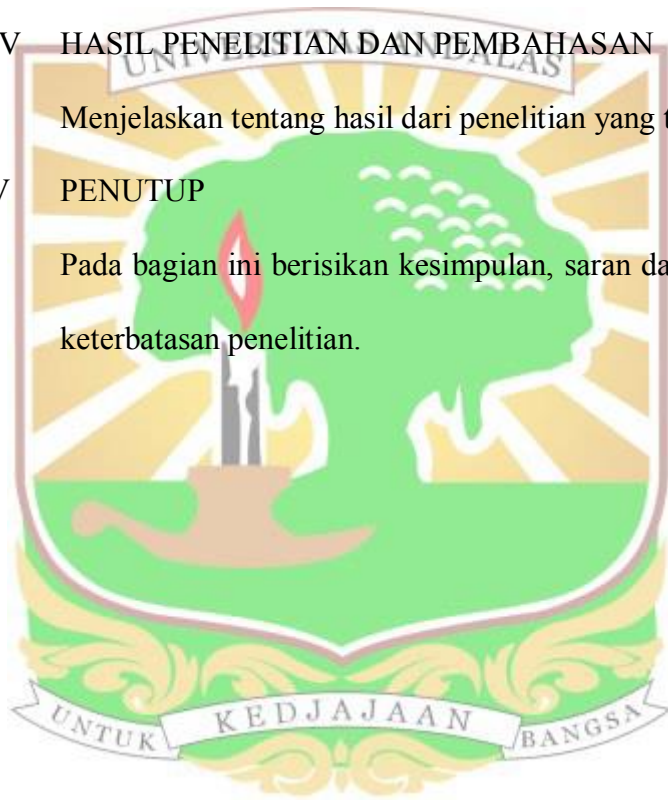 V HASIL PENELITIAN DAN PEMBAHASAN
UNIVERSITAS ANDALAS
Menjelaskan tentang hasil dari penelitian yang
V PENUTUP
Pada bagian ini berisikan kesimpulan, saran
keterbatasan penelitian.
UNTUK KEDJAJAAN BANGSA